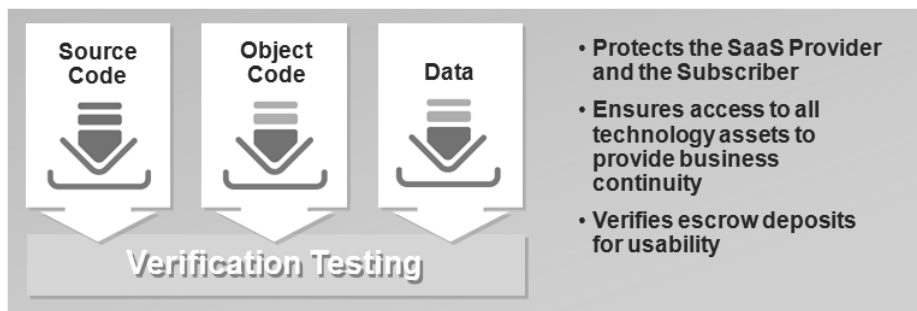 Source
Code
Object
Code
Data
Verification Testing
• Protects the SaaS Provider
and the Subscriber
• Ensures access to all
technology assets to
provide business
continuity
• Verifies escrow deposits
for usability